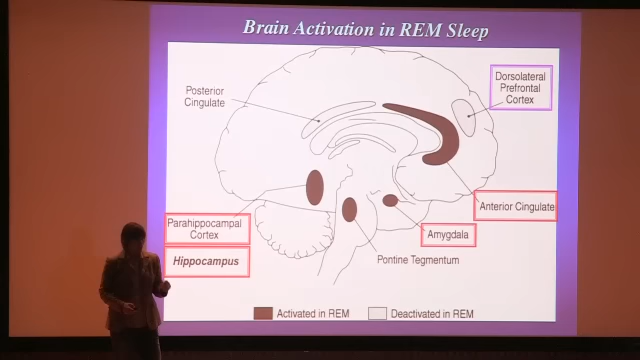 Brain Activation in REM Sleep
Posterior
Cingulate
Dorsolateral
Prefrontal
Cortex
Anterior Cingulate
Parahippocampal
Cortex
Amygdala
Hippocampus
Pontine Tegmentum
Activated in REM
Deactivated in REM